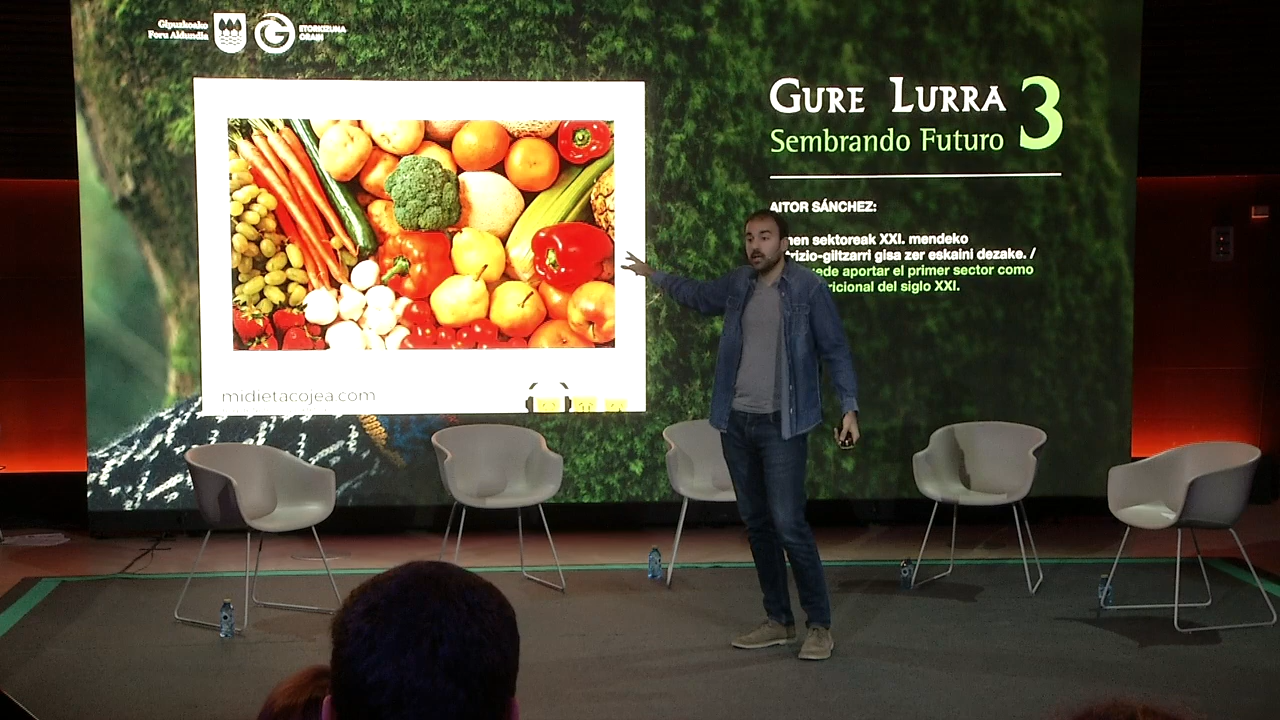 Gipuzkoako
Foru Aldundia
ETORKIZUNA
ORAIN
GURE LURRA 3
Sembrando Futuro
AITOR SÁNCHEZ:
sektoreak XXI. mendeko
gisa zer eskaini dezake. /
aportar el primer sector como
del siglo XXI.
midietacojea.com